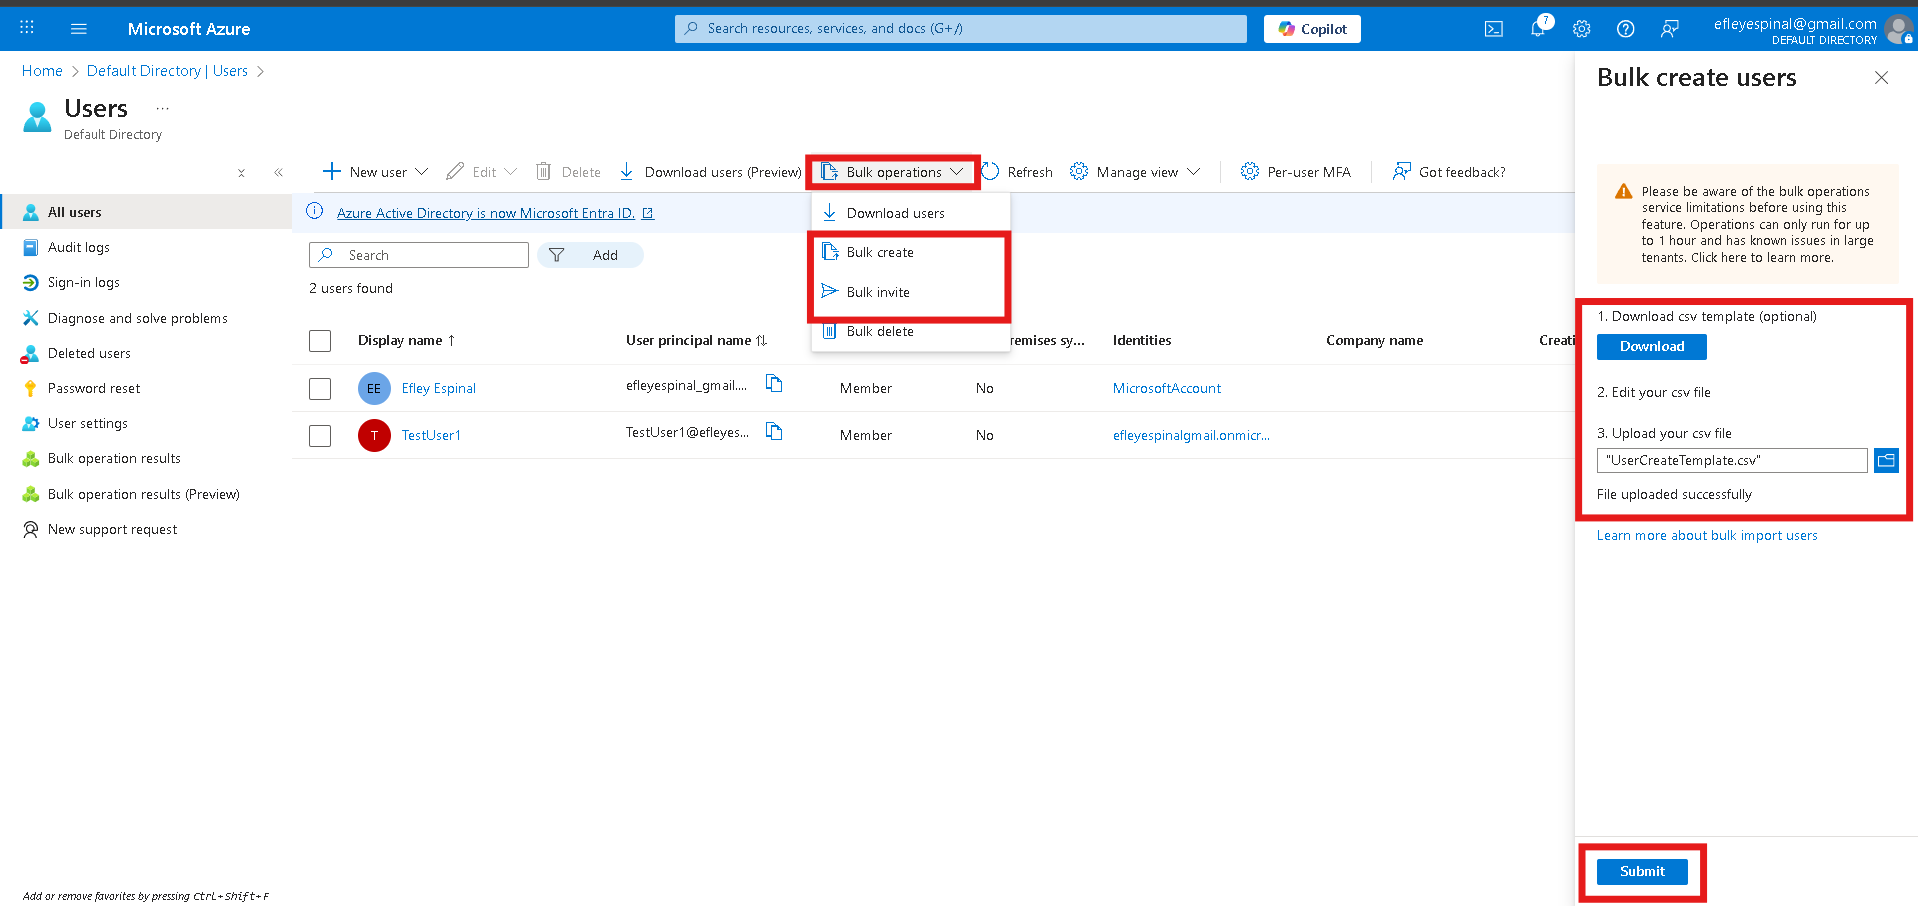 Microsoft Azure
Search resources, services, and docs (G+/)
Copilot
7
efleyespinal@gmail.com
DEFAULT DIRECTORY
Home > Default Directory | Users >
Users ...
Default Directory
New user
Edit
Delete
Download users (Preview)
Bulk operations
Refresh
Manage view
Per-user MFA
Got feedback?
All users
Audit logs
Sign-in logs
Diagnose and solve problems
Deleted users
Password reset
User settings
Bulk operation results
Bulk operation results (Preview)
New support request
Azure Active Directory is now Microsoft Entra ID.
Search
Add
2 users found
Download users
Bulk create
Bulk invite
Bulk delete
Display name ↑ User principal name ↑↓ remises sy... Identities Company name Creati
EE Efley Espinal efleyespinal_gmail.... Member No MicrosoftAccount
T TestUser1 TestUser1@efleyes... Member No efleyespinalgmail.onmicr...
Bulk create users
Please be aware of the bulk operations
service limitations before using this
feature. Operations can only run for up
to 1 hour and has known issues in large
tenants. Click here to learn more.
1. Download csv template (optional)
Download
2. Edit your csv file
3. Upload your csv file
"UserCreateTemplate.csv"
File uploaded successfully
Learn more about bulk import users
Submit
Add or remove favorites by pressing Ctrl+Shift+F